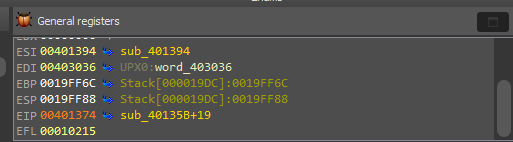 General registers
ESI 00401394 sub_401394
EDI 00403036 UPX0:word_403036
EBP 0019FF6C Stack[000019DC]:0019FF6C
ESP 0019FF88 Stack[000019DC]:0019FF88
EIP 00401374 sub_40135B+19
EFL 00010215